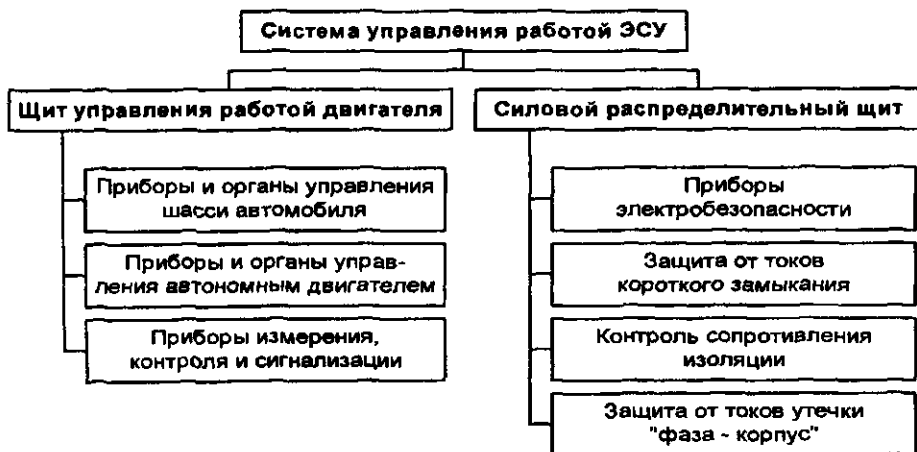 Система управления работой ЭСУ
Щит управления работой двигателя
Силовой распределительный щит
Приборы и органы управления
шасси автомобиля
Приборы и органы управ-
ления автономным двигателем
Приборы измерения,
контроля и сигнализации
Приборы
электробезопасности
Защита от токов
короткого замыкания
Контроль сопротивления
изоляции
Защита от токов утечки
"фаза - корпус"